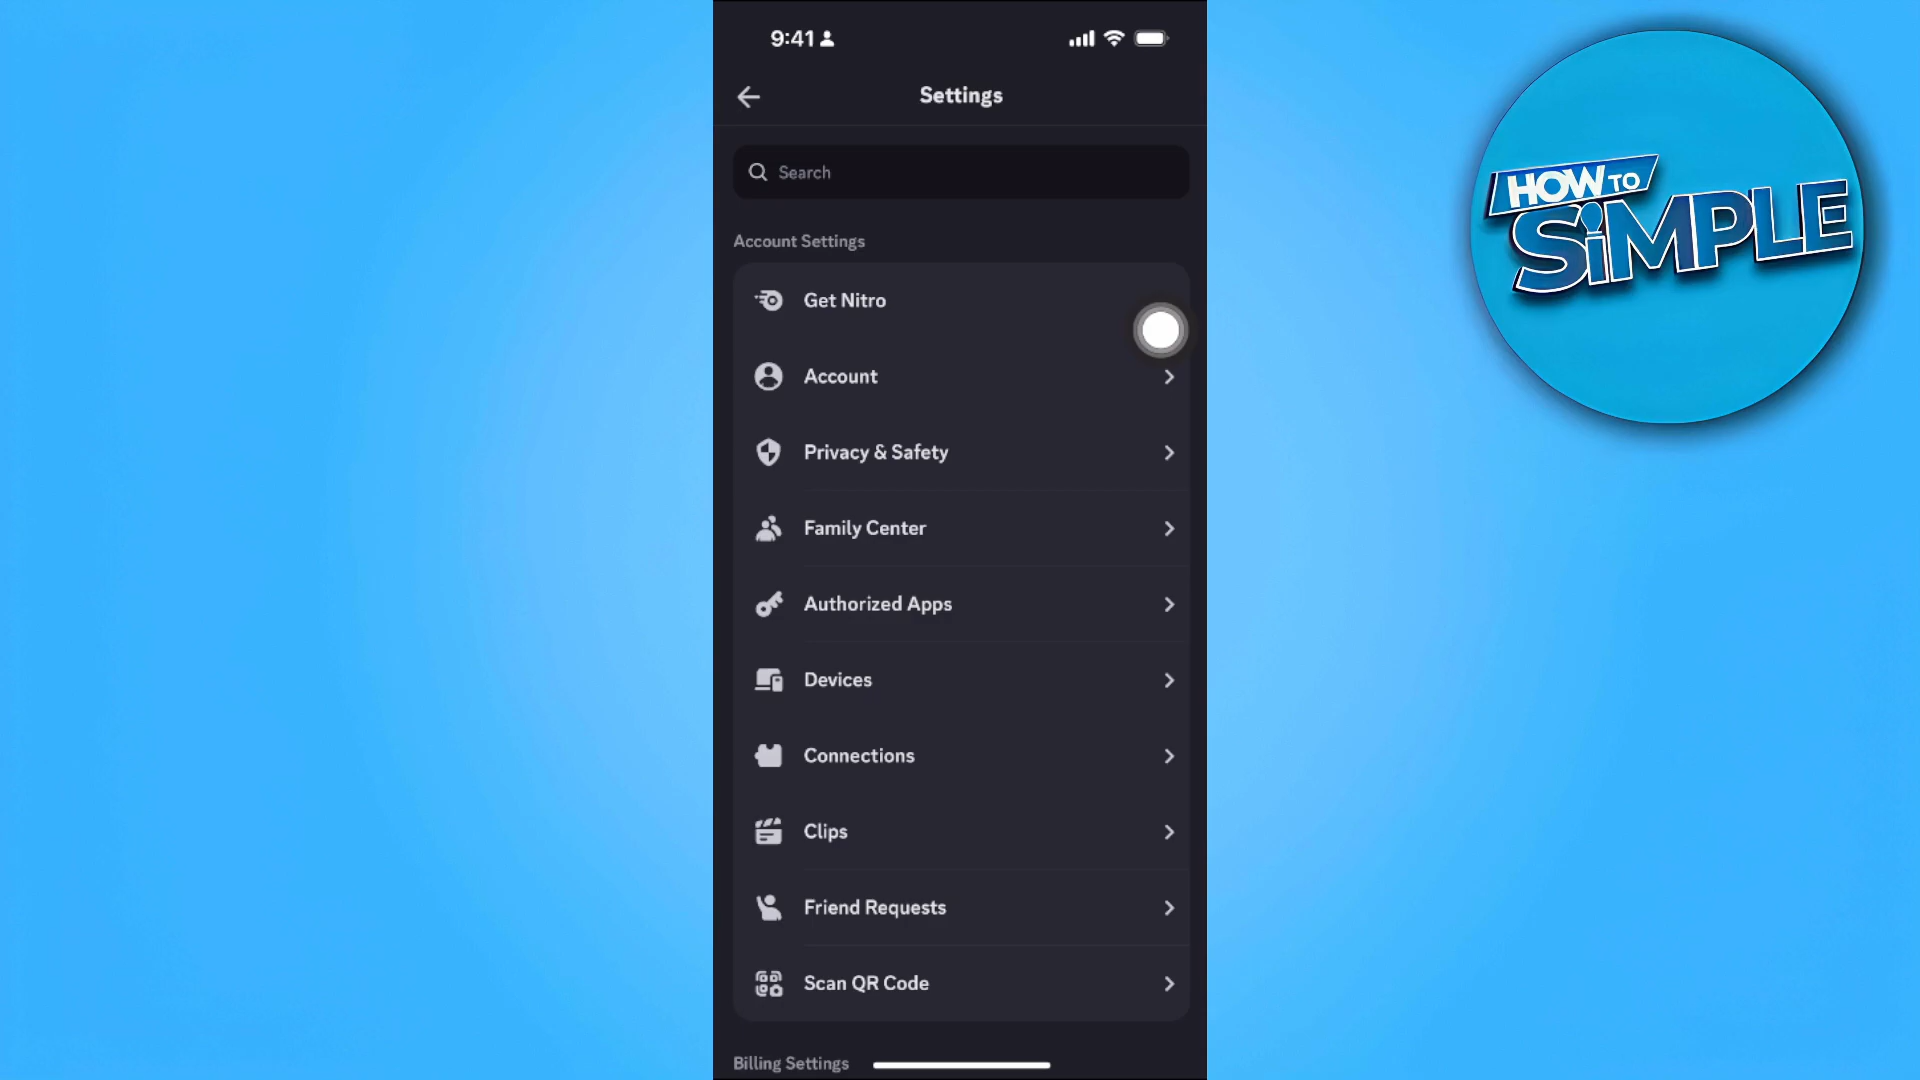 9:41
Settings
Search
Account Settings
Get Nitro
Account
Privacy & Safety
Family Center
Authorized Apps
Devices
Connections
Clips
Friend Requests
Scan QR Code
Billing Settings
HOW TO
SiMPLE